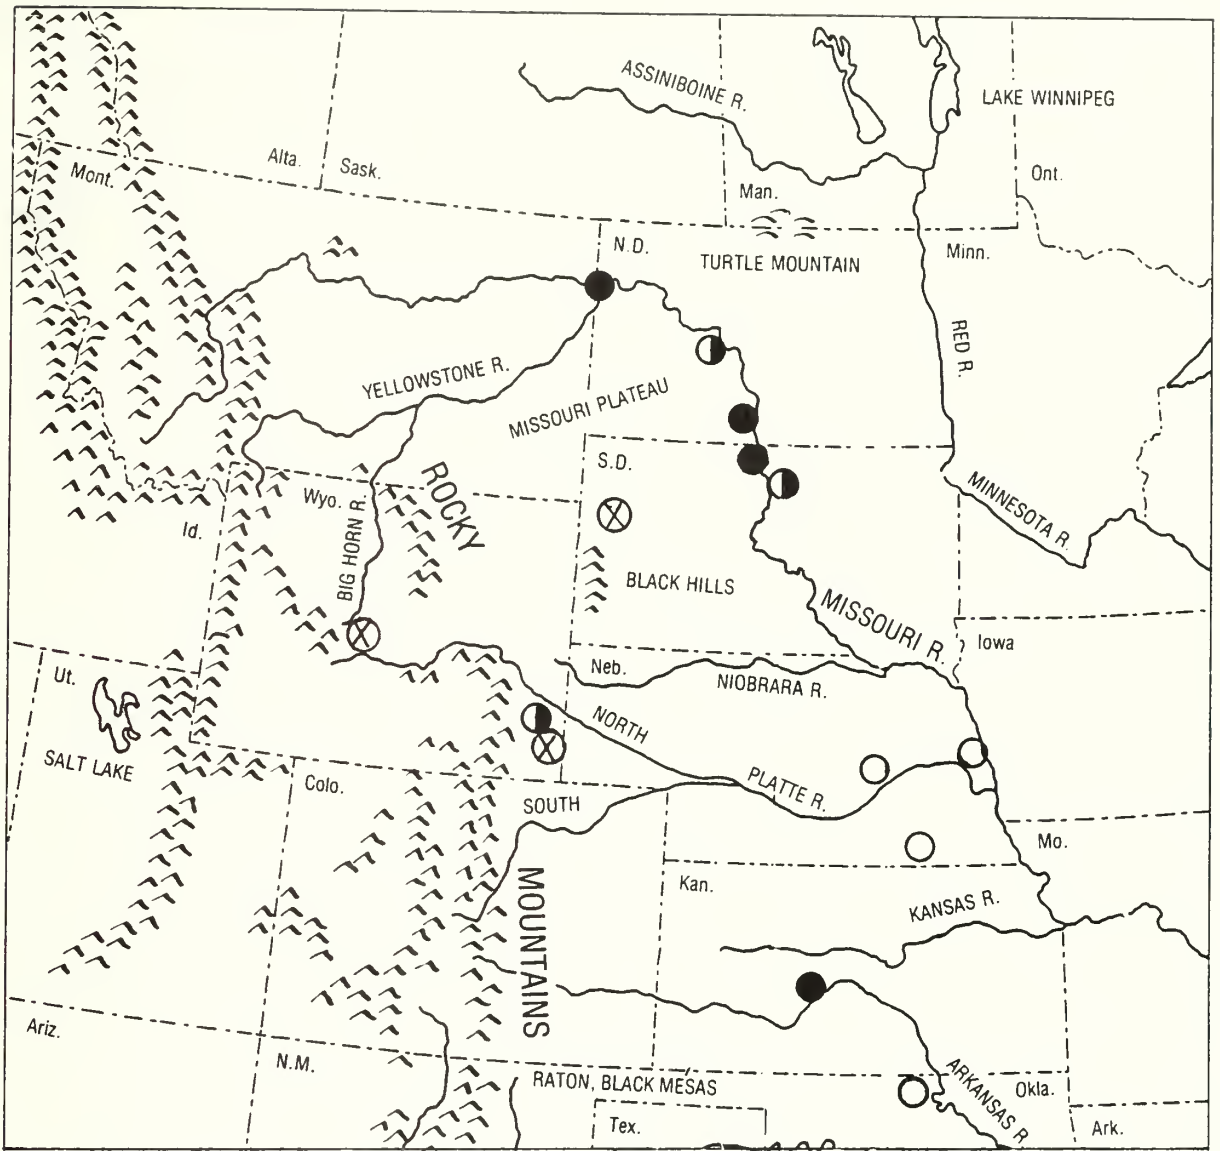 ASSINIBOINE R.
LAKE WINNIPEG
Alta.
Sask.
Mont.
Man.
Ont.
N.D.
TURTLE MOUNTAIN
Minn.
RED R.
YELLOWSTONE R.
MISSOURI PLATEAU
S.D.
ROCKY
Wyo.
BIG HORN R.
Id.
MINNESOTA R.
BLACK HILLS
MISSOURI R.
Iowa
Ut.
Neb.
NIOBRARA R.
NORTH
SALT LAKE
Colo.
SOUTH
PLATTE R.
Mo.
Kan.
MOUNTAINS
KANSAS R.
Ariz.
N.M.
RATON, BLACK MESAS
ARKANSAS R.
Okla.
Tex.
Ark.